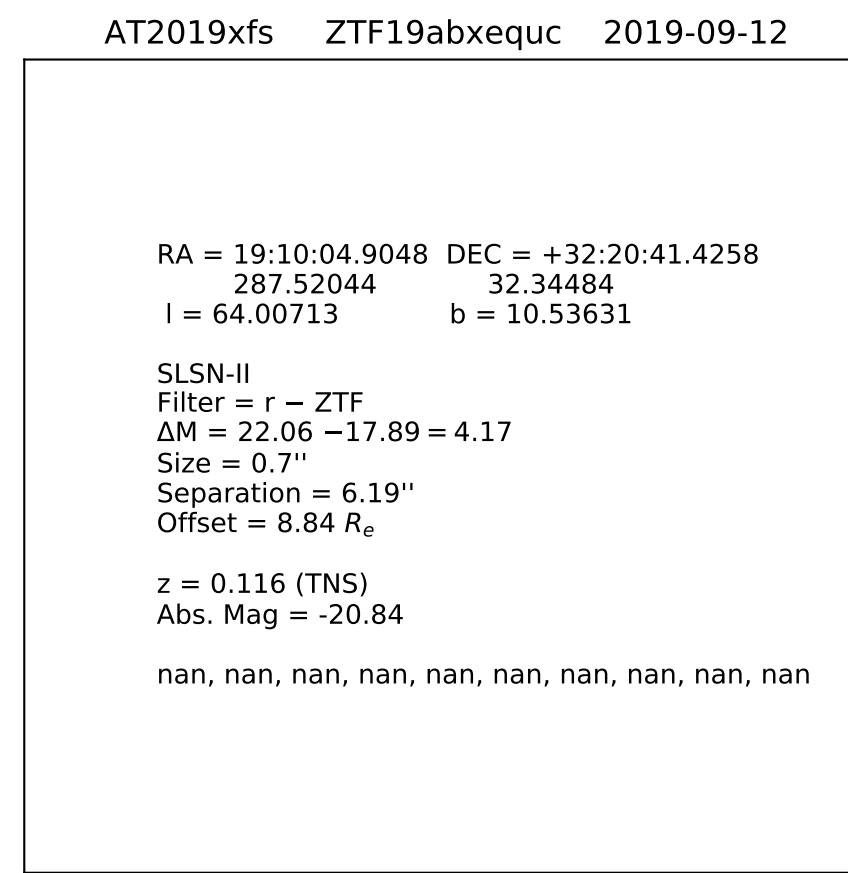 AT2019xfs ZTF19abxequc 2019-09-12
RA = 19:10:04.9048 DEC = +32:20:41.4258
287.52044 32.34484
l = 64.00713 b = 10.53631
SLSN-II
Filter = r − ZTF
ΔM = 22.06 −17.89 = 4.17
Size = 0.7''
Separation = 6.19''
Offset = 8.84 Rₑ
z = 0.116 (TNS)
Abs. Mag = -20.84
nan, nan, nan, nan, nan, nan, nan, nan, nan, nan